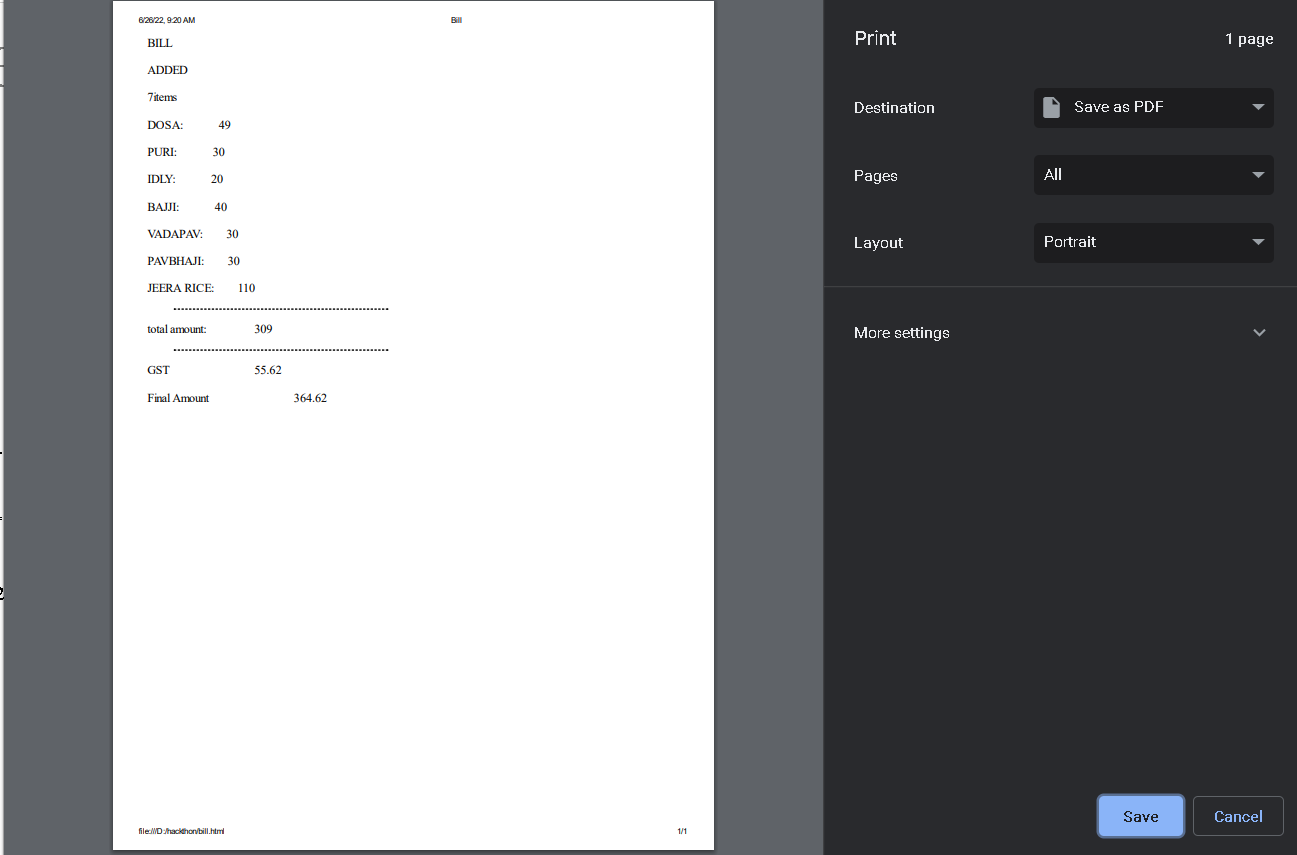 6/26/22, 9:20 AM Bill
BILL
ADDED
7items
DOSA: 49
PURI: 30
IDLY: 20
BAJJI: 40
VADAPAV: 30
PAVBHAJI: 30
JEERA RICE: 110
--------------------------------------------------------
total amount: 309
--------------------------------------------------------
GST 55.62
Final Amount 364.62
file:///D:/hackthon/bill.html 1/1
Print 1 page
Destination Save as PDF
Pages All
Layout Portrait
More settings
Save Cancel